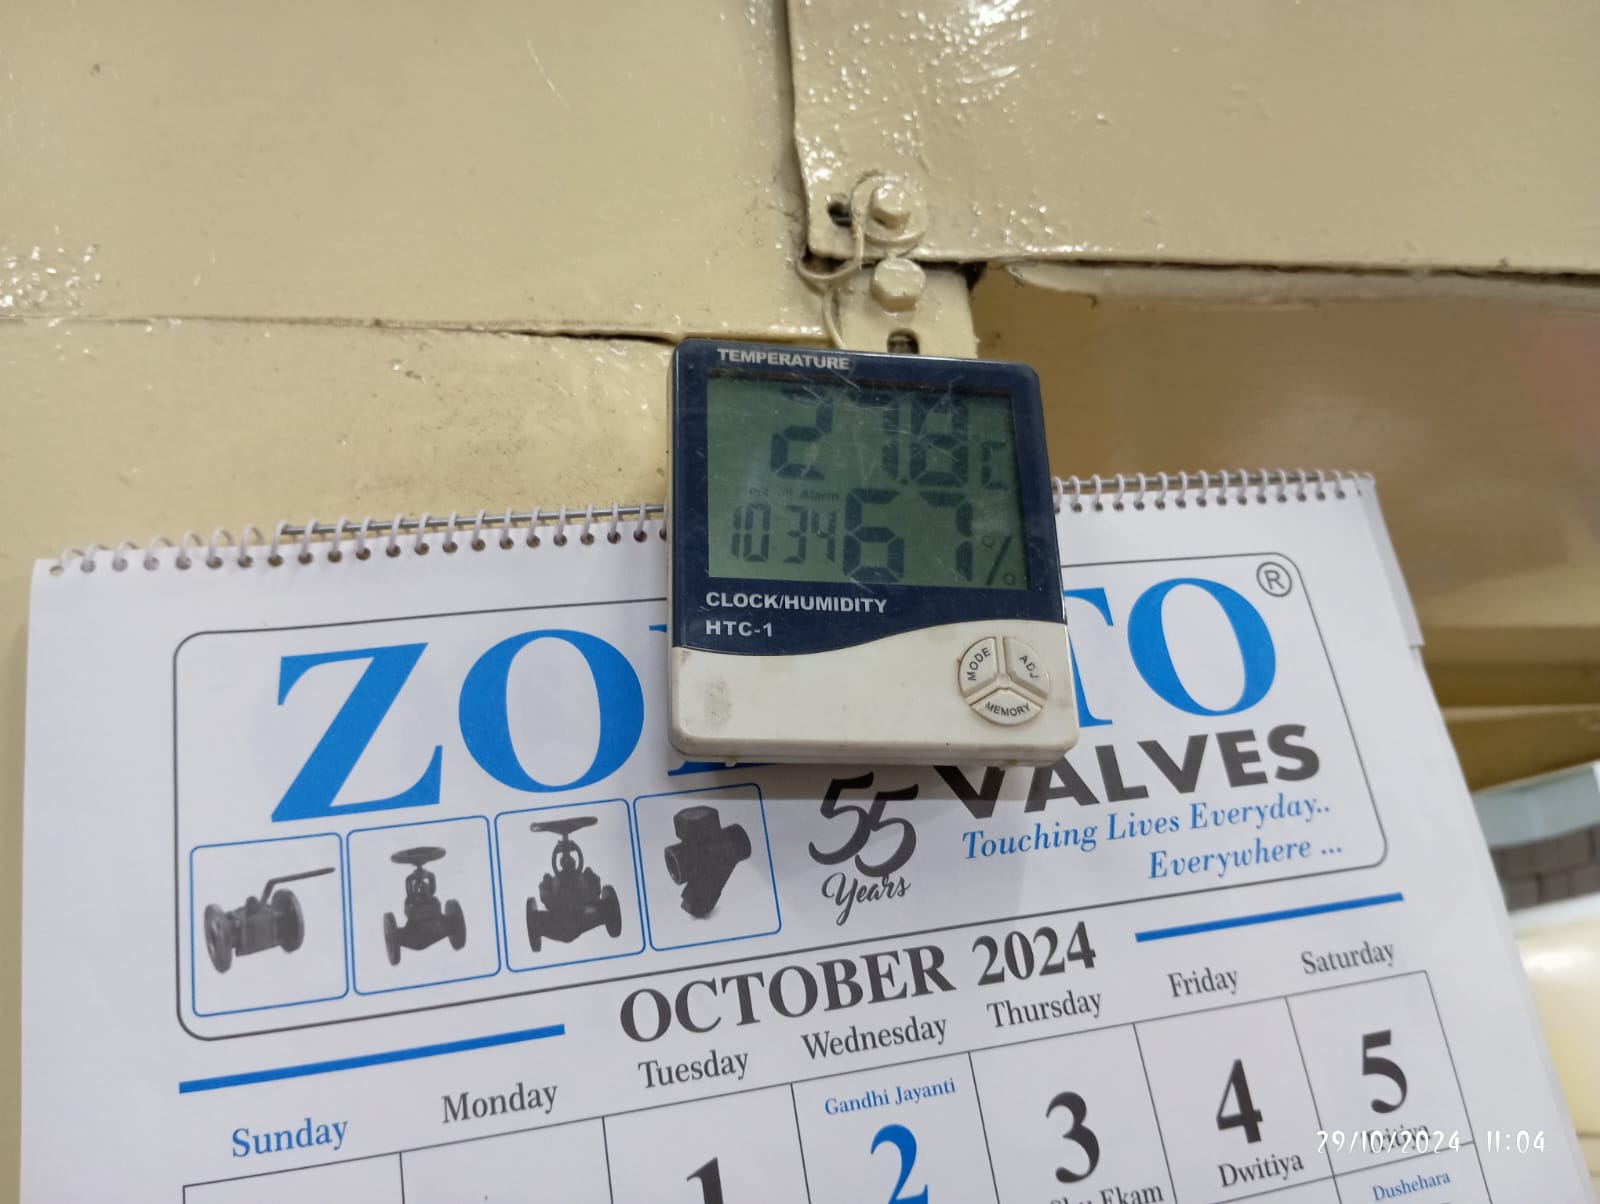 TEMPERATURE
27.8 °C
10:34 67 %
CLOCK/HUMIDITY
HTC-1
MODE
ADJ
MEMORY
®
VALVES
55
Years
Touching Lives Everyday..
Everywhere ...
OCTOBER 2024
Sunday Monday Tuesday Wednesday Thursday Friday Saturday
Gandhi Jayanti
1 2 3 4 5
Ekam Dwitiya
Dushehara
29/10/2024 11:04